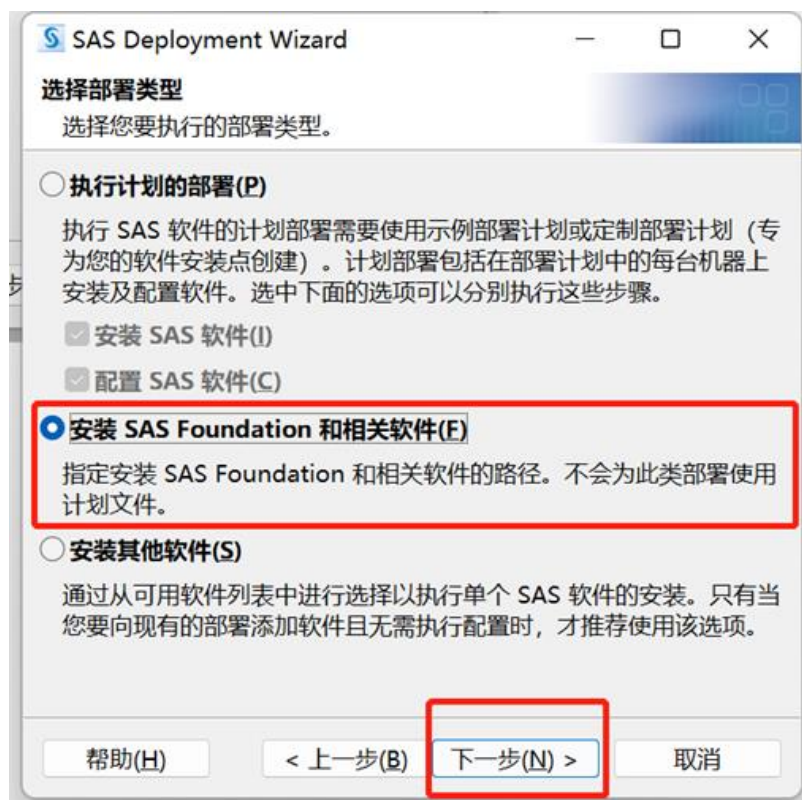 SAS Deployment Wizard
选择部署类型
选择您要执行的部署类型。
执行计划的部署(P)
执行 SAS 软件的计划部署需要使用示例部署计划或定制部署计划（专
为您的软件安装点创建）。计划部署包括在部署计划中的每台机器上
安装及配置软件。选中下面的选项可以分别执行这些步骤。
安装 SAS 软件(I)
配置 SAS 软件(C)
安装 SAS Foundation 和相关软件(F)
指定安装 SAS Foundation 和相关软件的路径。不会为此类部署使用
计划文件。
安装其他软件(S)
通过从可用软件列表中进行选择以执行单个 SAS 软件的安装。只有当
您要向现有的部署添加软件且无需执行配置时，才推荐使用该选项。
帮助(H) < 上一步(B) 下一步(N) > 取消